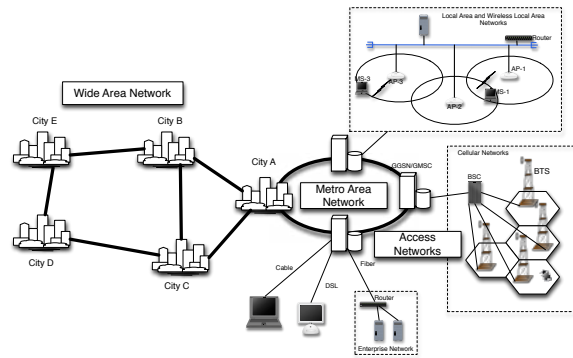 Local Area and Wireless Local Area
Networks
Router
Wide Area Network
MS-3
AP-3
AP-1
MS-1
AP-2
City E
City B
City A
GGSN/GMSC
Cellular Networks
BSC
BTS
Metro Area
Network
City D
City C
Access
Networks
Cable
DSL
Fiber
Router
Enterprise Network